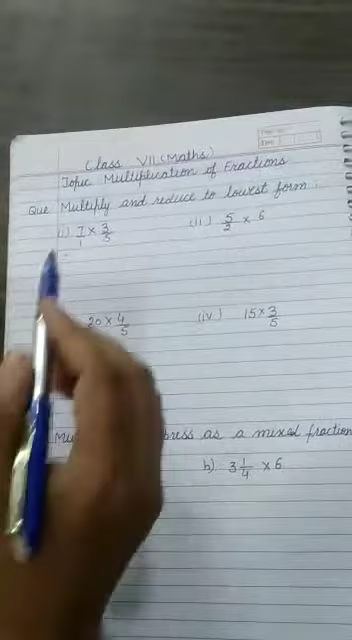 Class VII (Maths)
Topic Multiplication of Fractions
Que Multiply and reduce to lowest form:
(i) 7/1 × 3/5 (ii) 5/2 × 6
=
20 × 4/5 (iv) 15 × 3/5
as a mixed fraction
b) 3 1/4 × 6